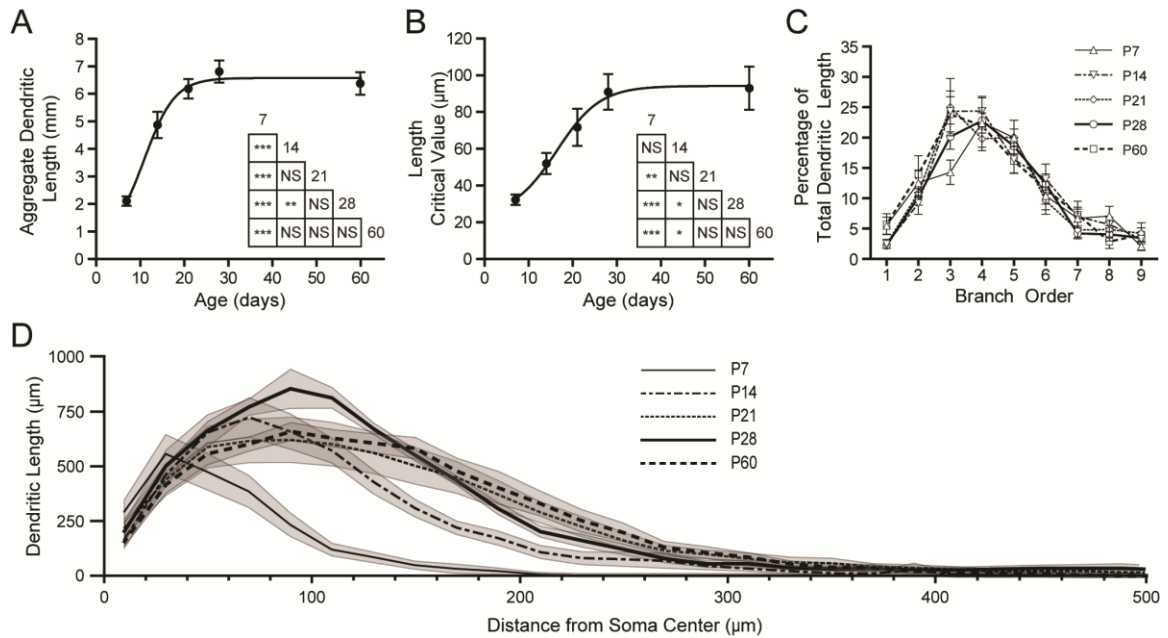 A
Aggregate Dendritic
Length (mm)
8
7
6
5
4
3
2
1
0
0 10 20 30 40 50 60
Age (days)
7
*** 14
*** NS 21
*** ** NS 28
*** NS NS NS 60
B
Length
Critical Value (µm)
120
100
80
60
40
20
0
0 10 20 30 40 50 60
Age (days)
7
NS 14
** NS 21
*** * NS 28
*** * NS NS 60
C
Percentage of
Total Dendritic Length
35
30
25
20
15
10
5
0
1 2 3 4 5 6 7 8 9
Branch Order
P7
P14
P21
P28
P60
D
Dendritic Length (µm)
1000
750
500
250
0
0 100 200 300 400 500
Distance from Soma Center (µm)
P7
P14
P21
P28
P60